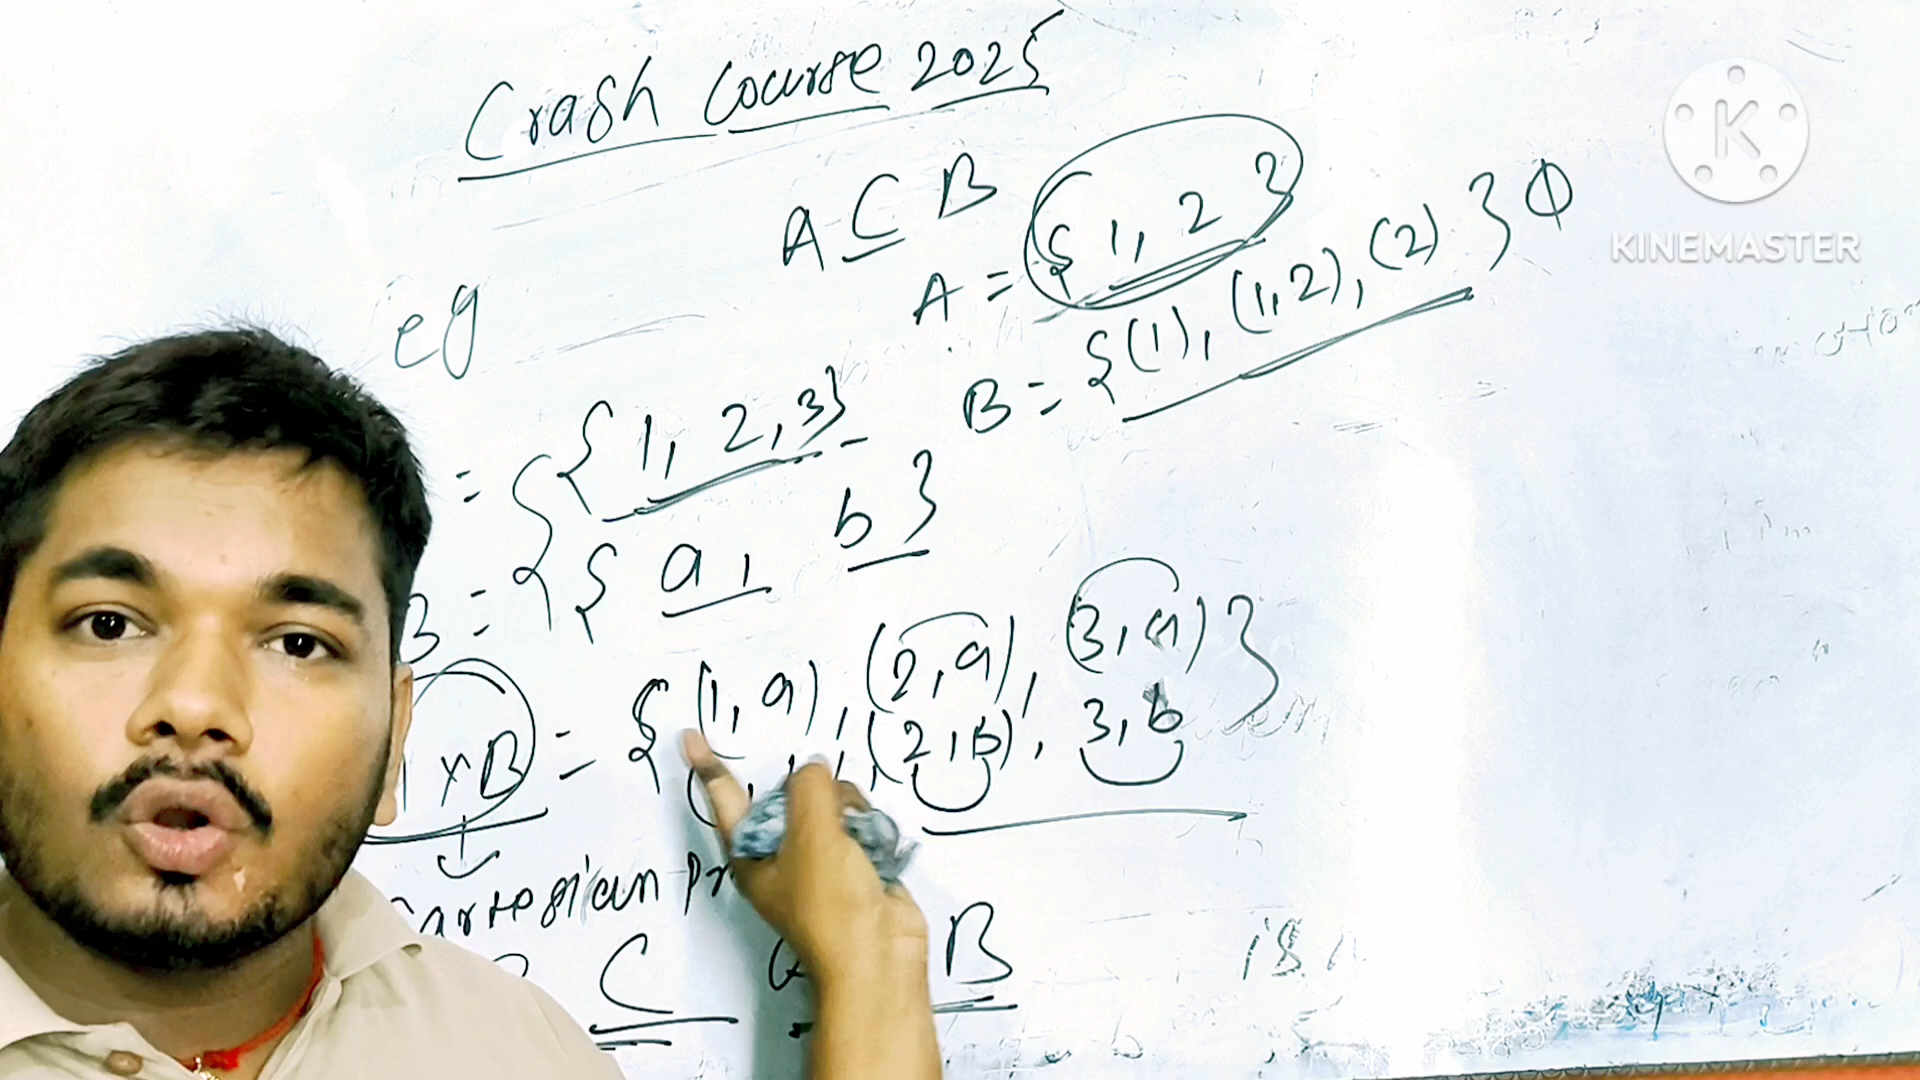 Crash Course 2025
A ⊆ B
A = { 1, 2 }
B = { (1), (1,2), (2) } Φ
eg
= { 1, 2, 3}
B = { a, b }
A x B = { (1, a), (2, a), (3, a) }
(2, b), 3, b
Cartesian Pr
⊆ B is
KINEMASTER